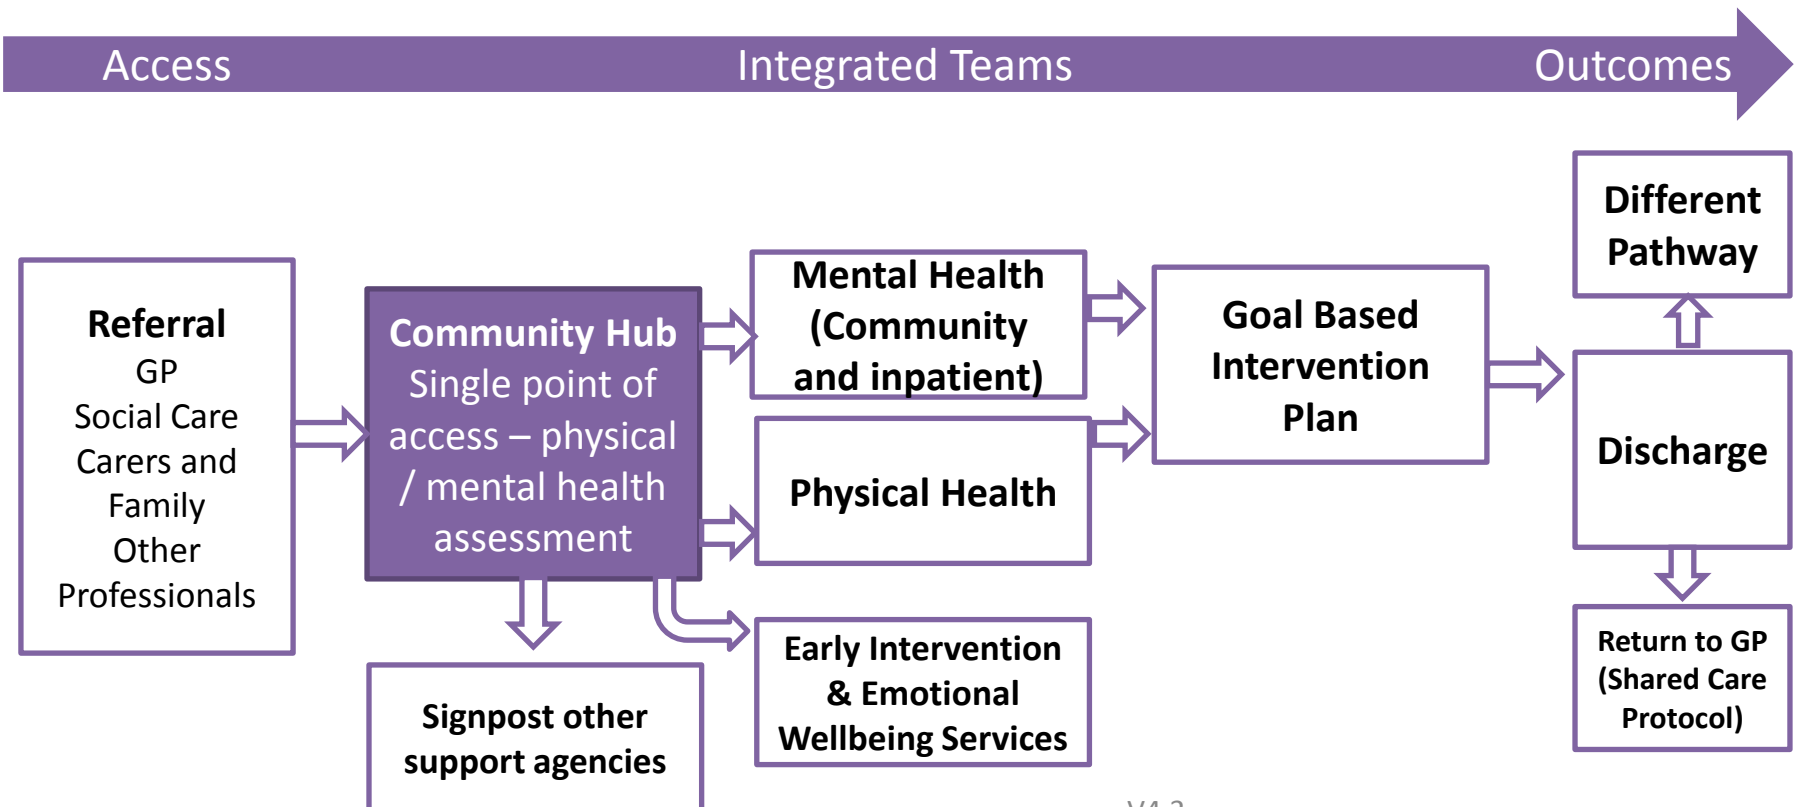 Access
Integrated Teams
Outcomes
Referral
GP
Social Care
Carers and
Family
Other
Professionals
Community Hub
Single point of
access – physical
/ mental health
assessment
Signpost other
support agencies
Mental Health
(Community
and inpatient)
Physical Health
Early Intervention
& Emotional
Wellbeing Services
Goal Based
Intervention
Plan
Different
Pathway
Discharge
Return to GP
(Shared Care
Protocol)